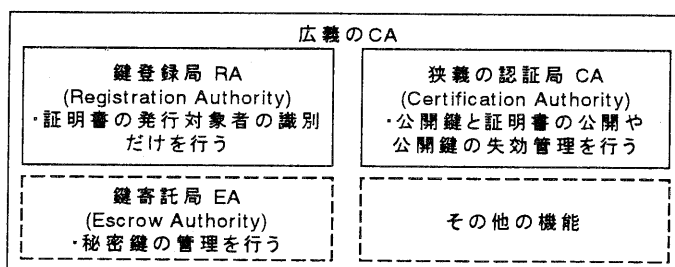 広義のCA
鍵登録局 RA
(Registration Authority)
・証明書の発行対象者の識別
だけを行う
狭義の認証局 CA
(Certification Authority)
・公開鍵と証明書の公開や
公開鍵の失効管理を行う
鍵寄託局 EA
(Escrow Authority)
・秘密鍵の管理を行う
その他の機能